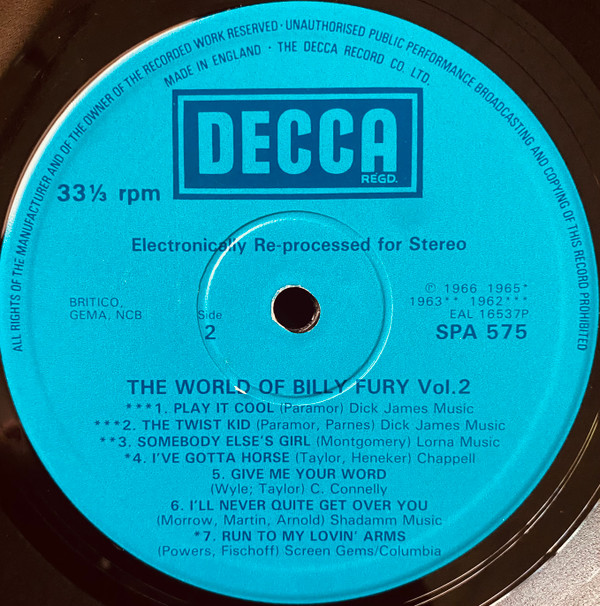 ALL RIGHTS OF THE MANUFACTURER AND OF THE OWNER OF THE RECORDED WORK RESERVED · UNAUTHORISED PUBLIC PERFORMANCE BROADCASTING AND COPYING OF THIS RECORD PROHIBITED
MADE IN ENGLAND · THE DECCA RECORD CO. LTD.
DECCA
REGD.
33⅓ rpm
Electronically Re-processed for Stereo
BRITICO,
GEMA, NCB
Side
2
℗ 1966 1965*
1963** 1962***
EAL 16537P
SPA 575
THE WORLD OF BILLY FURY Vol.2
***1. PLAY IT COOL (Paramor) Dick James Music
***2. THE TWIST KID (Paramor, Parnes) Dick James Music
**3. SOMEBODY ELSE'S GIRL (Montgomery) Lorna Music
*4. I'VE GOTTA HORSE (Taylor, Heneker) Chappell
5. GIVE ME YOUR WORD
(Wyle; Taylor) C. Connelly
6. I'LL NEVER QUITE GET OVER YOU
(Morrow, Martin, Arnold) Shadamm Music
*7. RUN TO MY LOVIN' ARMS
(Powers, Fischoff) Screen Gems/Columbia